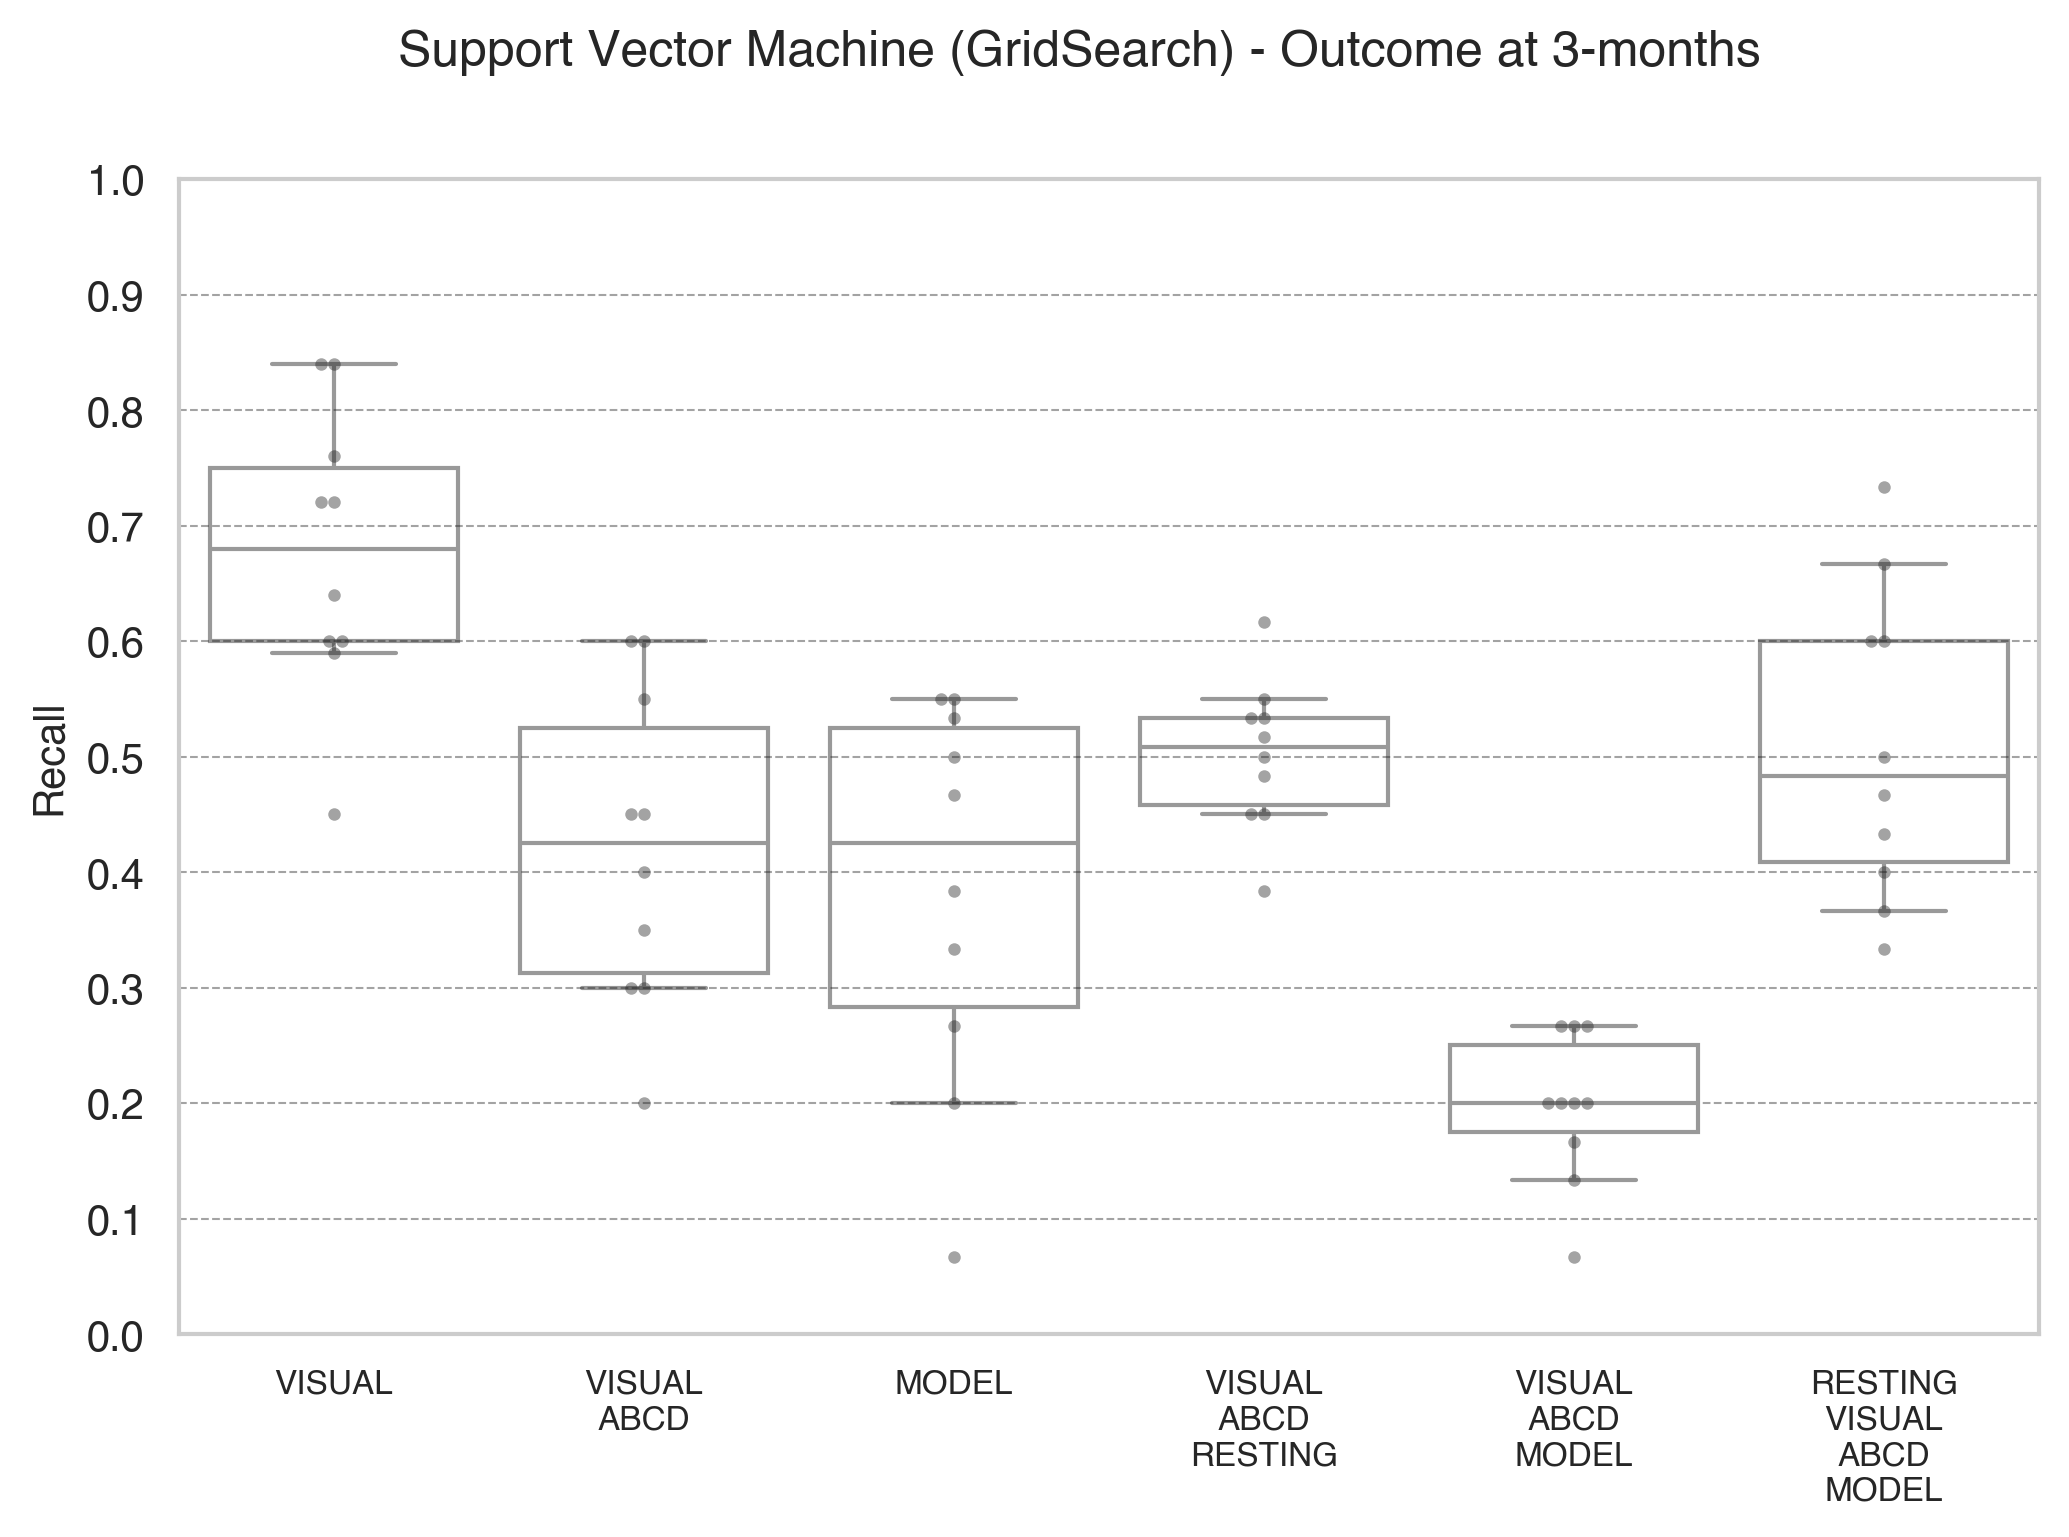 Support Vector Machine (GridSearch) - Outcome at 3-months
1.0
0.9
0.8
0.7
0.6
0.5
0.4
0.3
0.2
0.1
0.0
Recall
VISUAL
VISUAL
ABCD
MODEL
VISUAL
ABCD
RESTING
VISUAL
ABCD
MODEL
RESTING
VISUAL
ABCD
MODEL